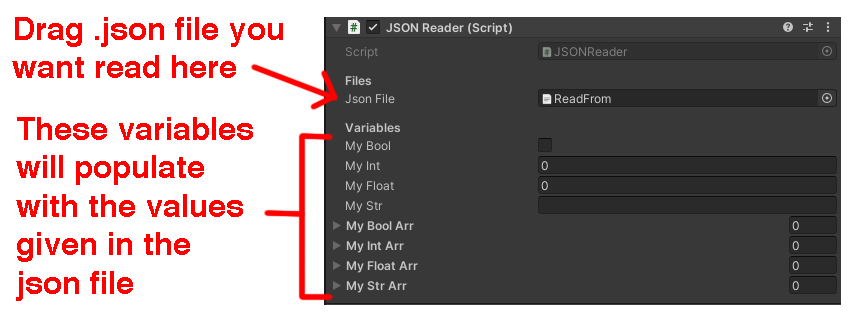 Drag .json file you
want read here
These variables
will populate
with the values
given in the
json file
# JSON Reader (Script)
Script
# JSONReader
Files
Json File
ReadFrom
Variables
My Bool
My Int
0
My Float
0
My Str
My Bool Arr
0
My Int Arr
0
My Float Arr
0
My Str Arr
0